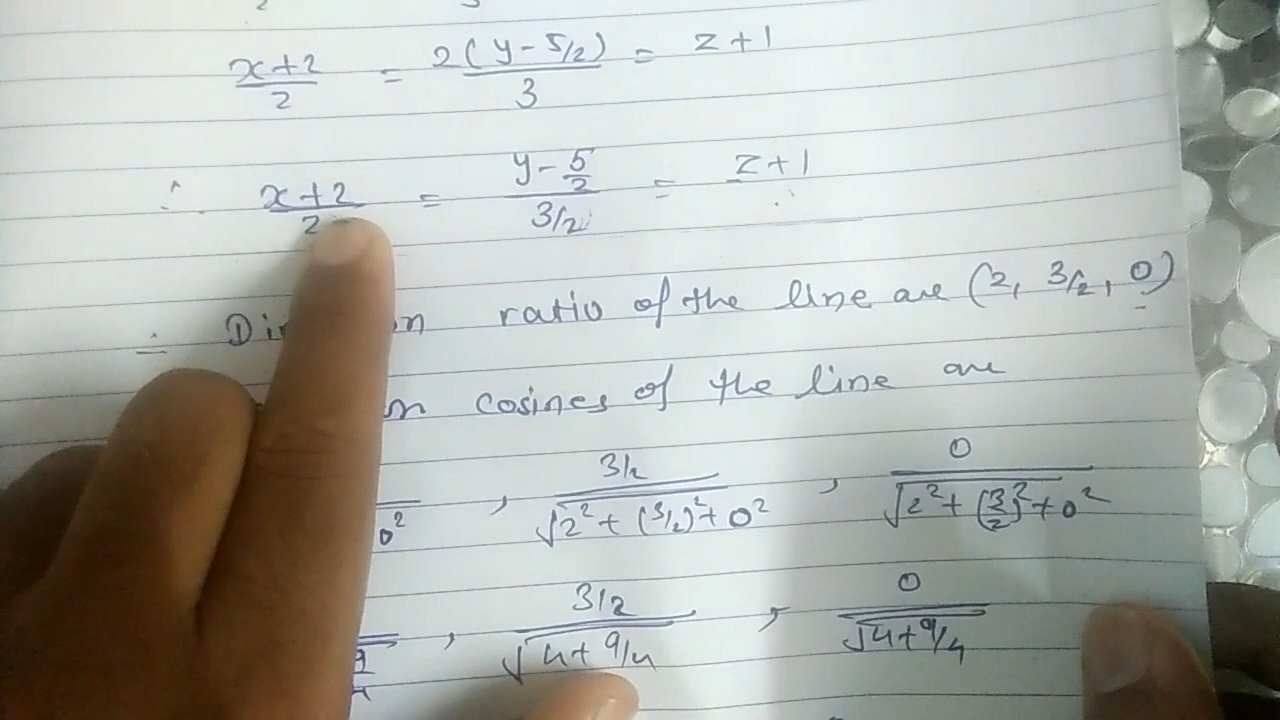 x+2/2 = 2(y-5/2)/3 = z+1
∴ x+2/2 = y-5/2 / 3/2 = z+1
∴ ratio of the line are (2, 3/2, 0)
cosines of the line are
0², 3/2 / √2²+(3/2)²+0², 0/√2²+(3/2)²+0²
, 3/2 / √4+9/4, 0/√4+9/4